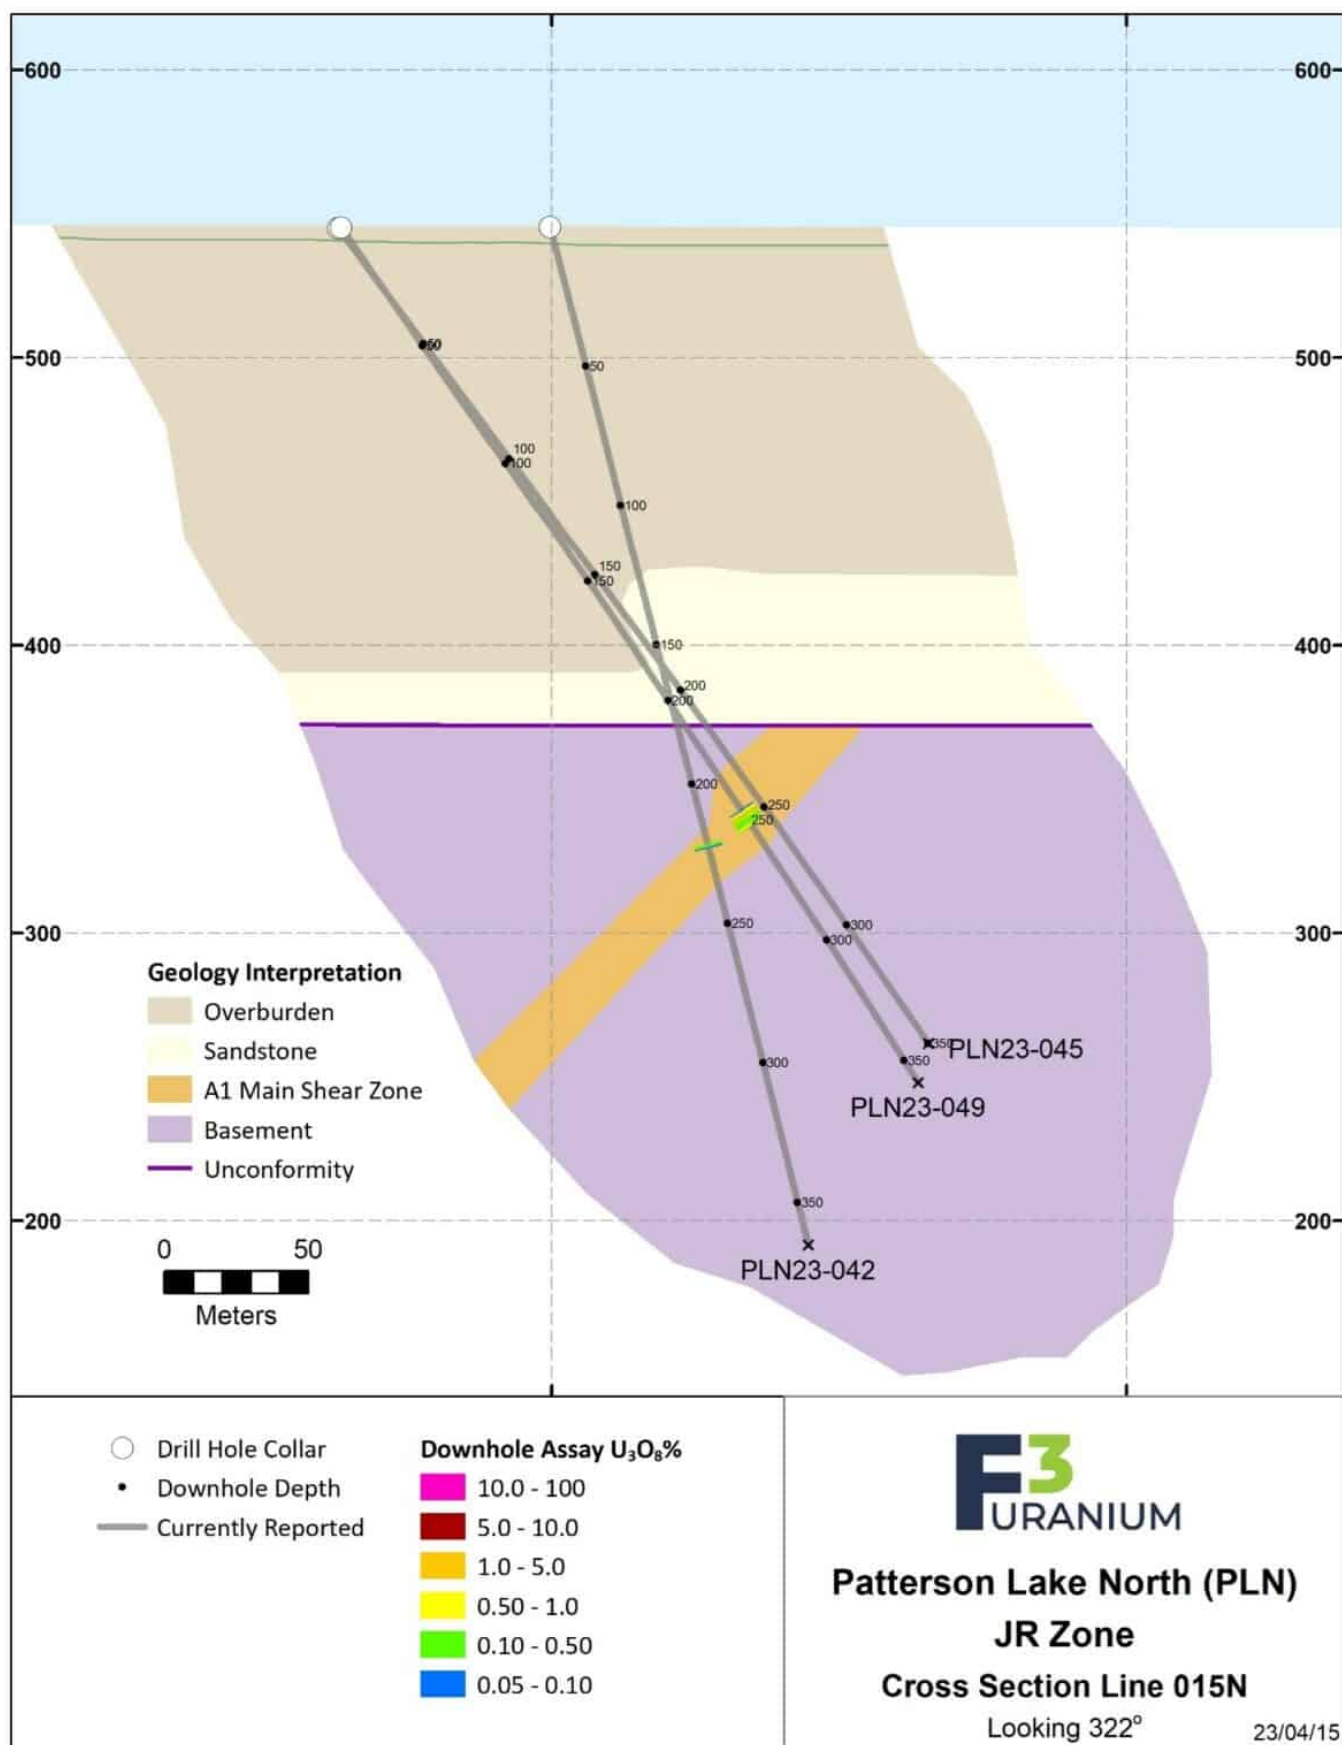 600
600
500
500
400
400
300
300
200
200
50
50
100
100
100
150
150
150
200
200
200
250
250
250
300
300
300
350
350
350
PLN23-045
PLN23-049
PLN23-042
Geology Interpretation
Overburden
Sandstone
A1 Main Shear Zone
Basement
Unconformity
0 50
Meters
Drill Hole Collar
Downhole Depth
Currently Reported
Downhole Assay U₃O₈%
10.0 - 100
5.0 - 10.0
1.0 - 5.0
0.50 - 1.0
0.10 - 0.50
0.05 - 0.10
F3
URANIUM
Patterson Lake North (PLN)
JR Zone
Cross Section Line 015N
Looking 322°
23/04/15